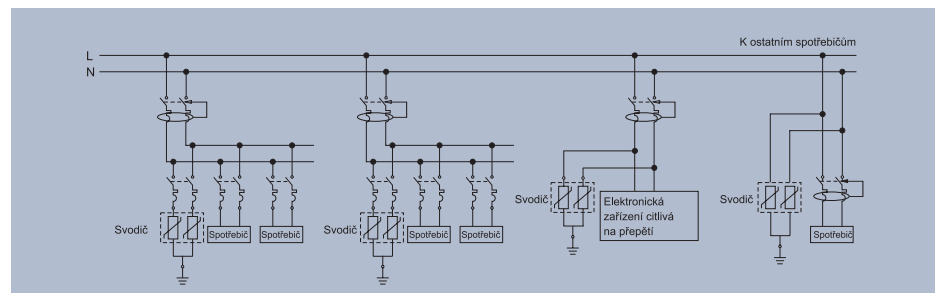 K ostatním spotřebičům
L
N
Svodič
Spotřebič
Spotřebič
Svodič
Spotřebič
Spotřebič
Svodič
Elektronická
zařízení citlivá
na přepětí
Svodič
Spotřebič